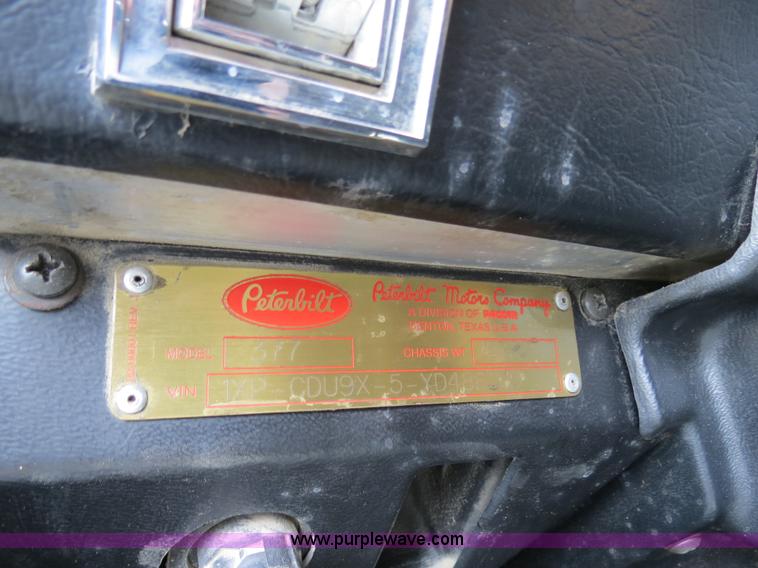 Peterbilt
Peterbilt Motors Company
A DIVISION OF PACCAR
DENTON, TEXAS U.S.A.
MODEL 377 CHASSIS WT
VIN 1XP-CDU9X-5-YD4
www.purplewave.com